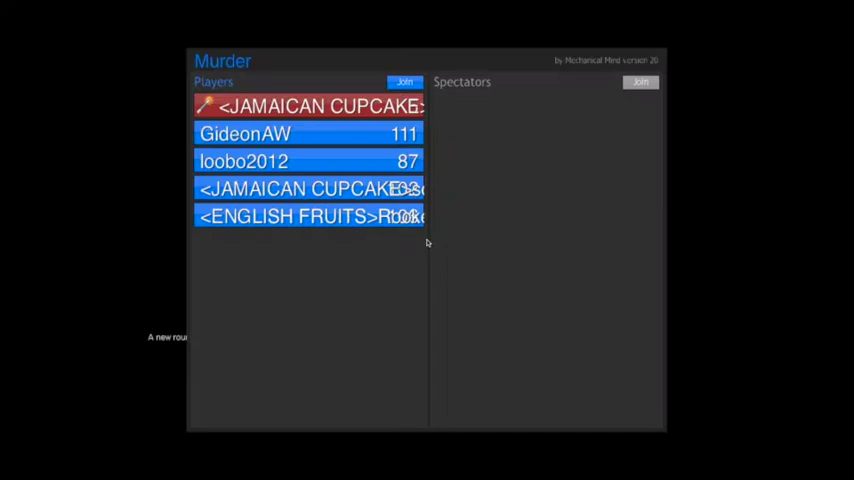 Murder
by Mechanical Mind version 20
Players Join
Spectators Join
<JAMAICAN CUPCAKE>
GideonAW 111
loobo2012 87
<JAMAICAN CUPCAKE>
<ENGLISH FRUITS>
A new